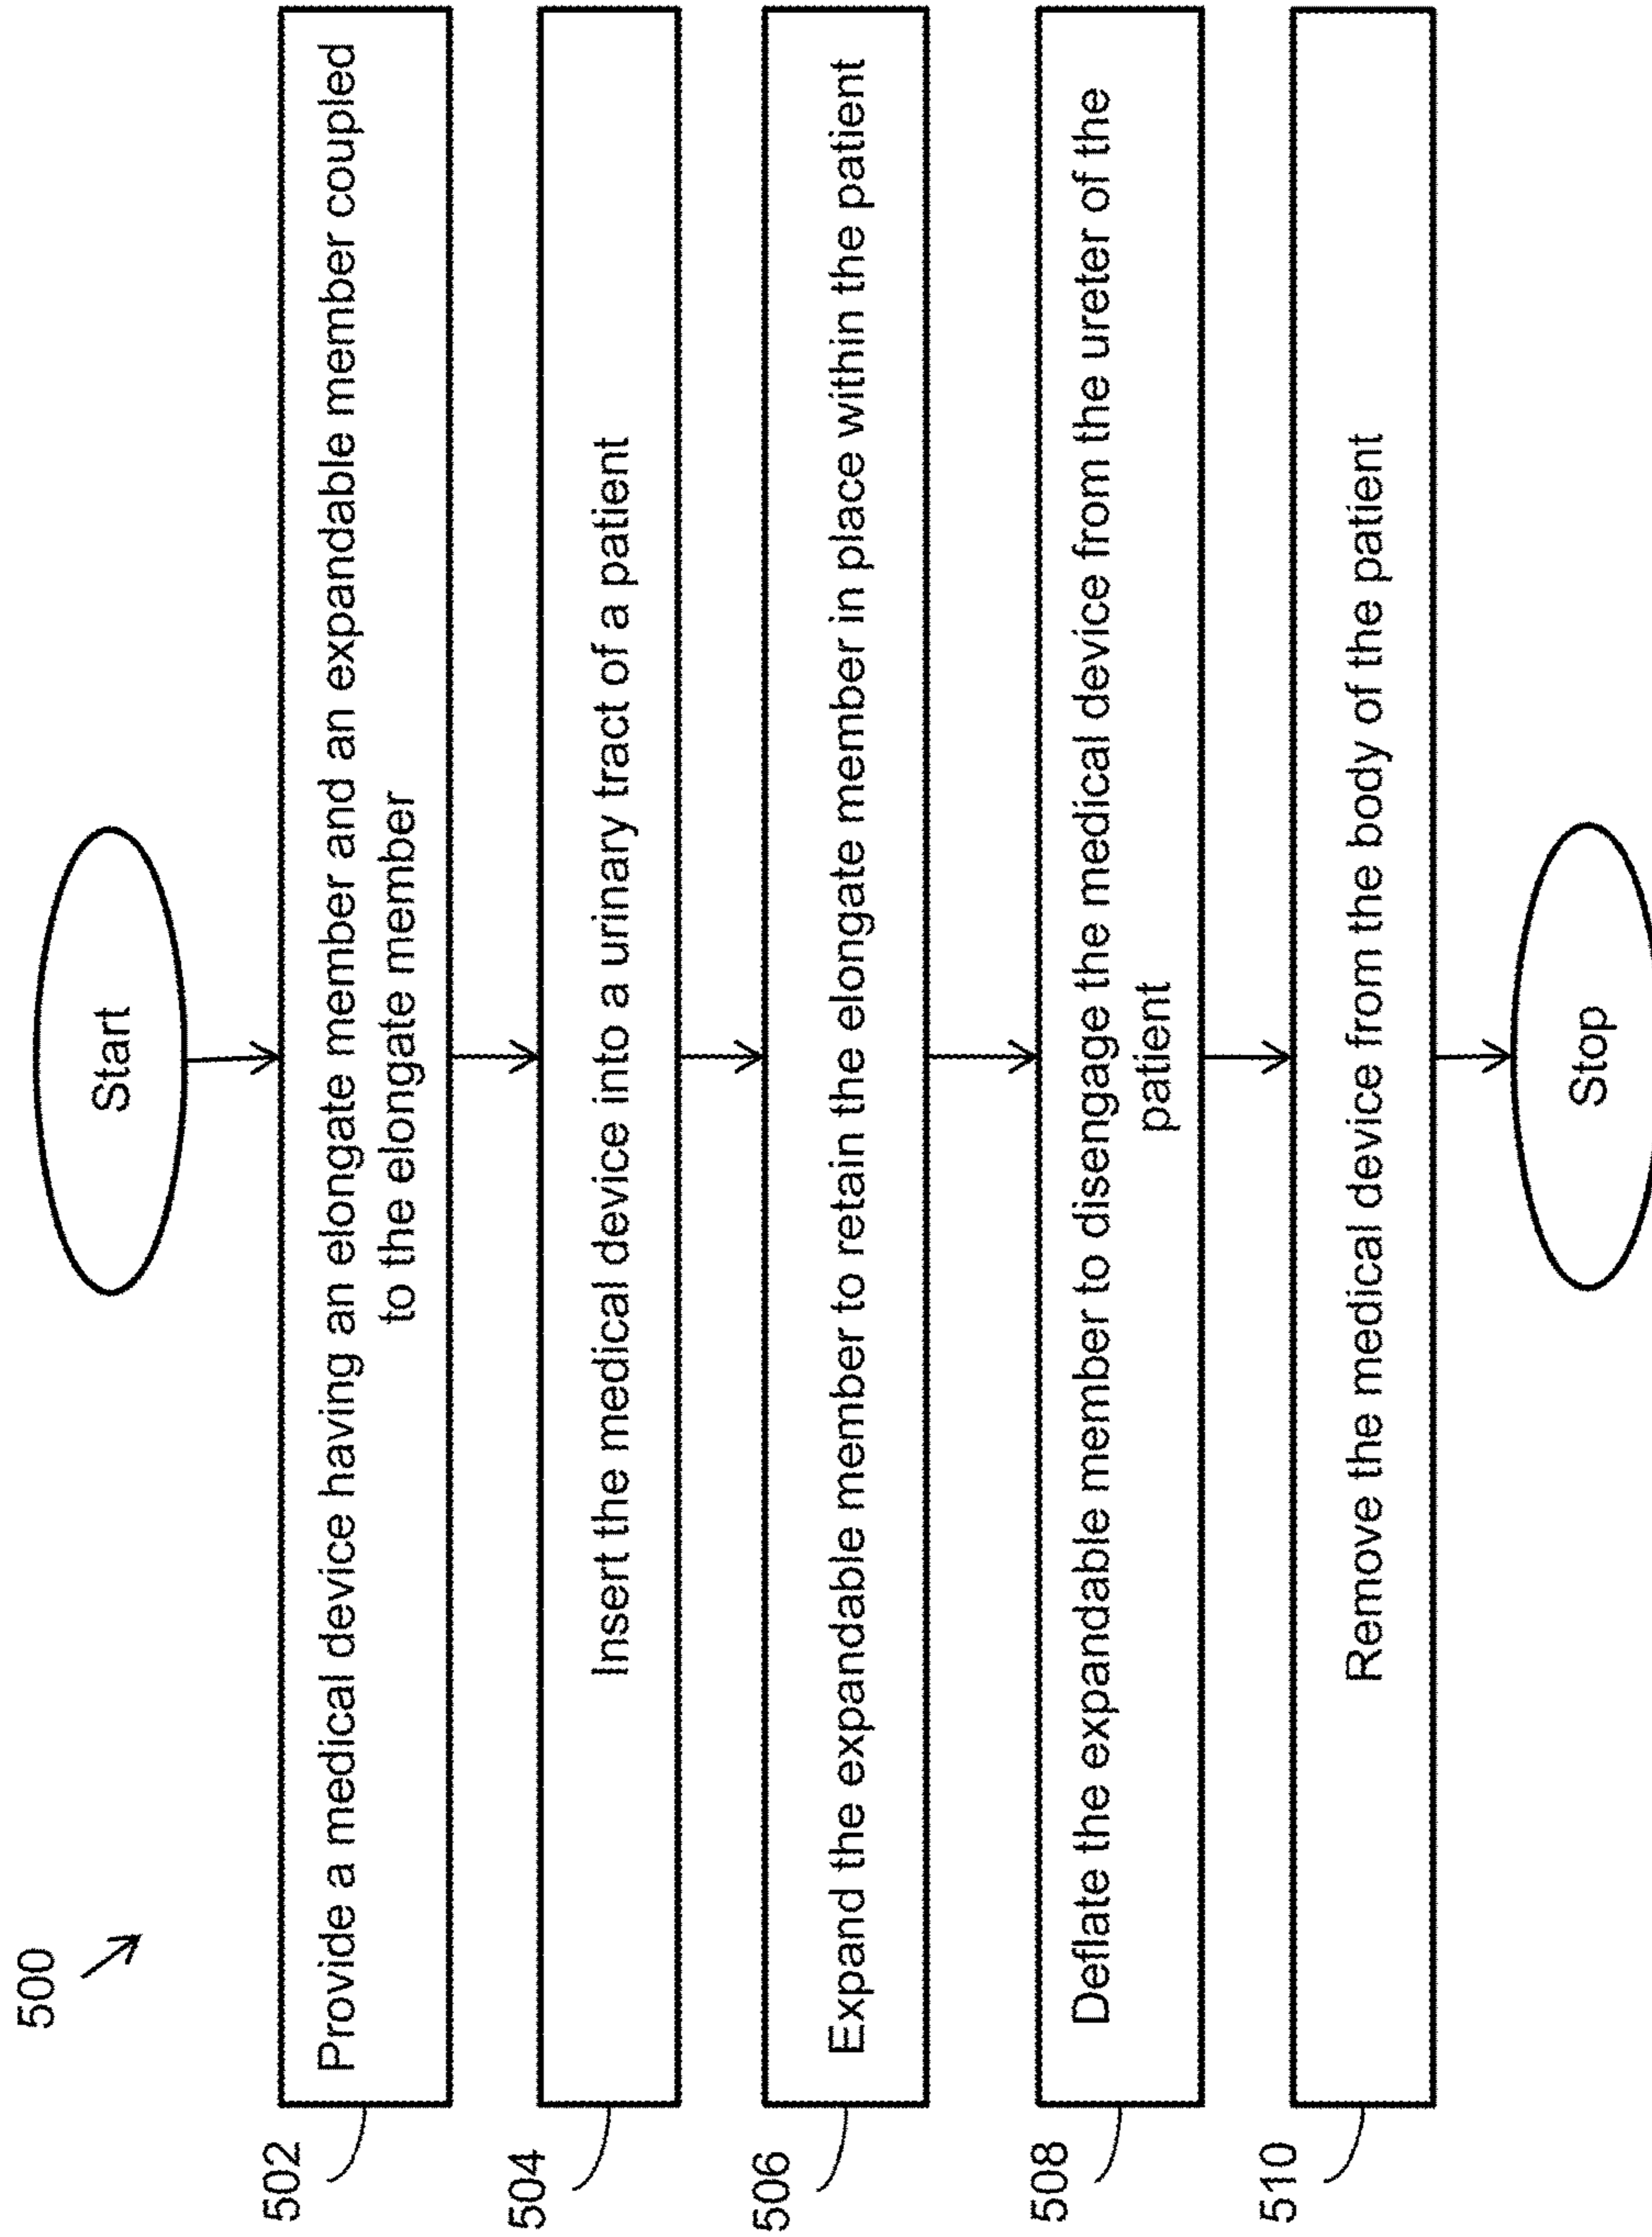 500
Start
502
Provide a medical device having an elongate member and an expandable member coupled
to the elongate member
504
Insert the medical device into a urinary tract of a patient
506
Expand the expandable member to retain the elongate member in place within the patient
508
Deflate the expandable member to disengage the medical device from the ureter of the
patient
510
Remove the medical device from the body of the patient
Stop